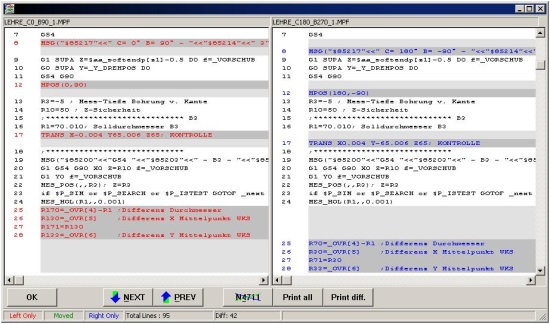 LEHRE_C0_B90_1.MPF
LEHRE_C180_B270_1.MPF
7 G54
8 MSG("$85217"<<" C= 0° B= 90° - "<<"$85214"<<"
9 G1 SUPA Z=$aa_softendp[x1]-0.5 D0 f=_VORSCHUB
10 G0 SUPA Y=_Y_DREHPOS D0
11 G54 G90
12 HPOS(0,90)
13 R3=-5 ; Mess-Tiefe Bohrung v. Kante
14 R10=50 ; Z-Sicherheit
15 ;******************************* B3
16 R1=70.010; Solldurchmesser B3
17 TRANS X-0.004 Y-65.006 Z65; KONTROLLE
18 ;*******************************
19 MSG("$85200"<<G54 "<<"$85203"<<" - B3 - "<<"$85
20 G1 G54 G90 X0 Z=R10 f=_VORSCHUB
21 G1 Y0 f=_VORSCHUB
22 MES_POS(,,R3); Z=R3
23 if $P_SIM or $P_SEARCH or $P_ISTEST GOTOF _next
24 MES_HOL(R1,,0.001)
25 R170=_OVR[4]-R1 ;Differenz Durchmesser
26 R130=_OVR[5] ;Differenz X Mittelpunkt WKS
27 R171=R130
28 R133=_OVR[6] ;Differenz Y Mittelpunkt WKS
7 G54
8 MSG("$85217"<<" C= 180° B= -90° - "<<"$85214"<<"
9 G1 SUPA Z=$aa_softendp[x1]-0.5 D0 f=_VORSCHUB
10 G0 SUPA Y=_Y_DREHPOS D0
11 G54 G90
12 HPOS(180,-90)
13 R3=-5 ; Mess-Tiefe Bohrung v. Kante
14 R10=50 ; Z-Sicherheit
15 ;******************************* B3
16 R1=70.010; Solldurchmesser B3
17 TRANS X0.004 Y-65.006 Z65; KONTROLLE
18 ;*******************************
19 MSG("$85200"<<G54 "<<"$85203"<<" - B3 - "<<"$85
20 G1 G54 G90 X0 Z=R10 f=_VORSCHUB
21 G1 Y0 f=_VORSCHUB
22 MES_POS(,,R3); Z=R3
23 if $P_SIM or $P_SEARCH or $P_ISTEST GOTOF _next
24 MES_HOL(R1,,0.001)
25 R70=_OVR[4]-R1 ;Differenz Durchmesser
26 R30=_OVR[5] ;Differenz X Mittelpunkt WKS
27 R71=R30
28 R33=_OVR[6] ;Differenz Y Mittelpunkt WKS
OK NEXT PREV Print all Print diff.
Left Only Moved Right Only Total Lines : 95 Diff: 42